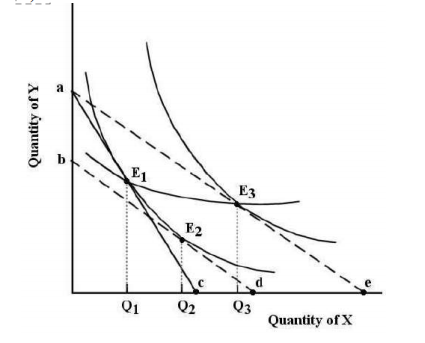 Quantity of Y
a
b
E1
E3
E2
c
d
e
Q1
Q2
Q3
Quantity of X